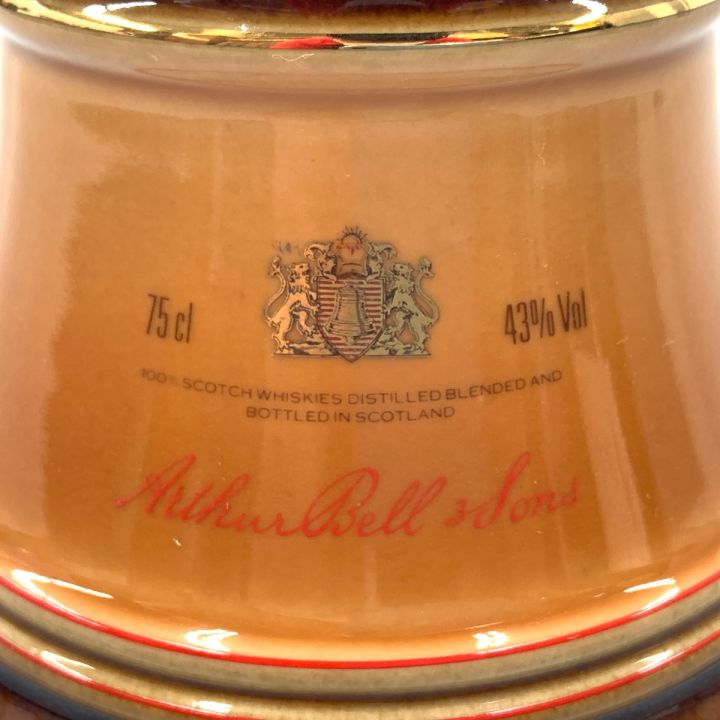 75 cl
43% Vol
100% SCOTCH WHISKIES DISTILLED BLENDED AND
BOTTLED IN SCOTLAND
Arthur Bell & Sons